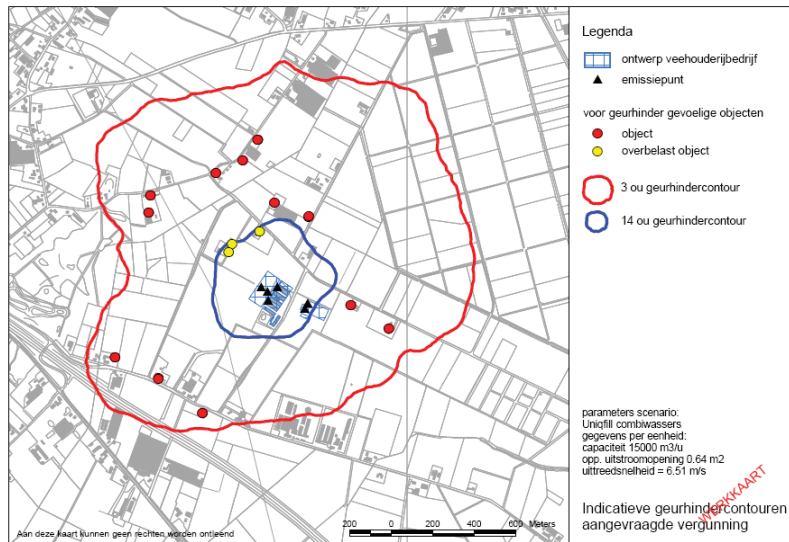 Legenda
ontwerp veehouderijbedrijf
emissiepunt
voor geurhinder gevoelige objecten
object
overbelast object
3 ou geurhindercontour
14 ou geurhindercontour
parameters scenario:
Uniqfill combiwassers
gegevens per eenheid:
capaciteit 15000 m3/u
opp. uitstroomopening 0.64 m2
uittreedsnelheid = 6.51 m/s
WERKKAART
Indicatieve geurhindercontouren
aangevraagde vergunning
Aan deze kaart kunnen geen rechten worden ontleend
200 0 200 400 600 Meters